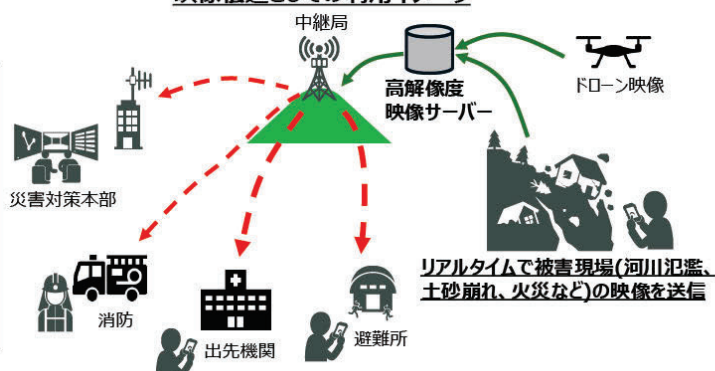 中継局
高解像度
映像サーバー
ドローン映像
災害対策本部
リアルタイムで被害現場(河川氾濫、
土砂崩れ、火災など)の映像を送信
消防
出先機関
避難所